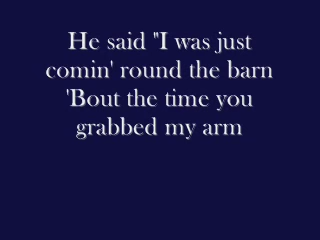 He said "I was just
comin' round the barn
'Bout the time you
grabbed my arm